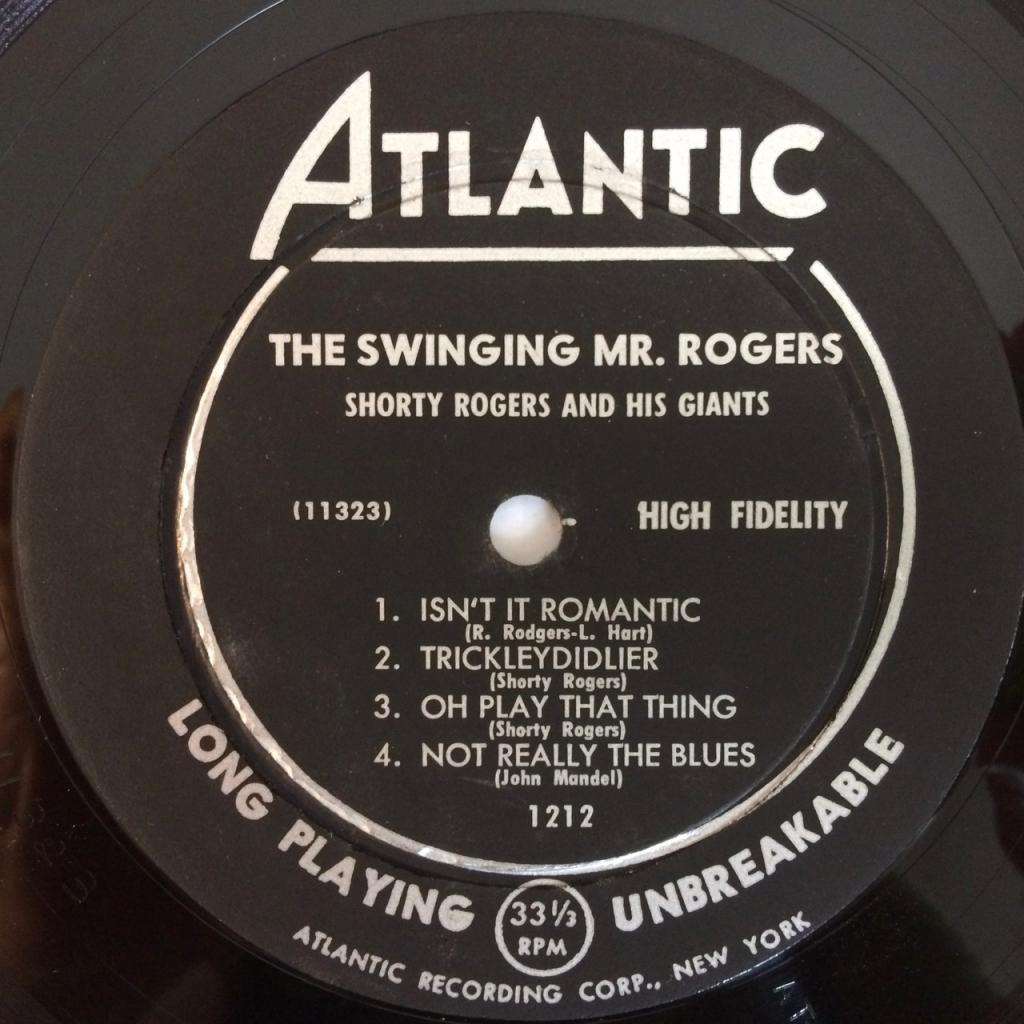 ATLANTIC
THE SWINGING MR. ROGERS
SHORTY ROGERS AND HIS GIANTS
(11323) HIGH FIDELITY
1. ISN'T IT ROMANTIC
(R. Rodgers-L. Hart)
2. TRICKLEYDIDLIER
(Shorty Rogers)
3. OH PLAY THAT THING
(Shorty Rogers)
4. NOT REALLY THE BLUES
(John Mandel)
1212
LONG PLAYING 33 1/3 RPM UNBREAKABLE
ATLANTIC RECORDING CORP., NEW YORK